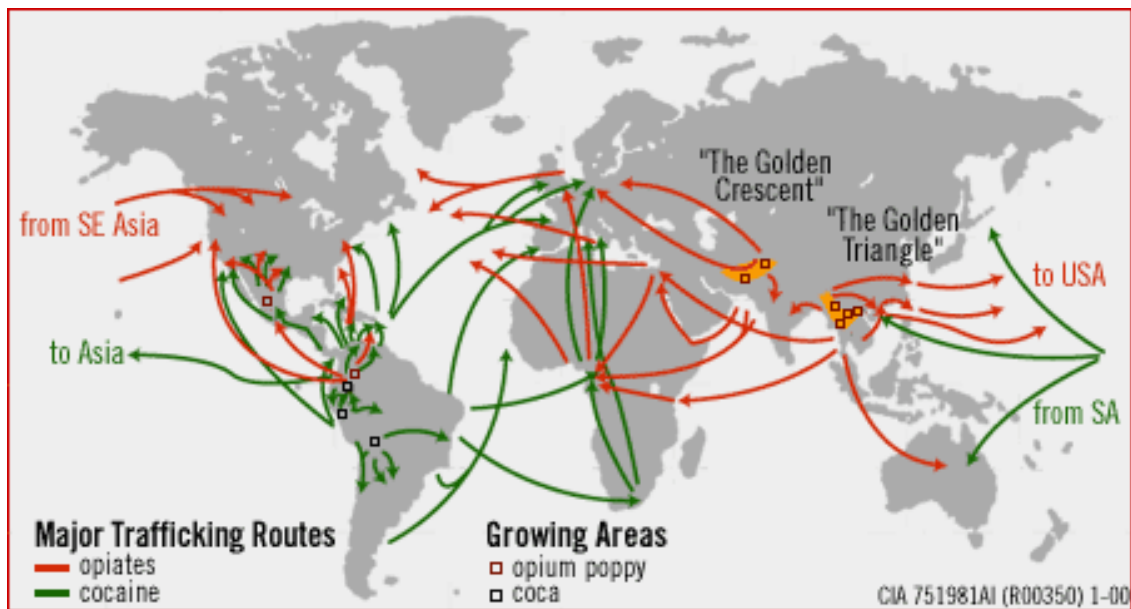 "The Golden
Crescent"
"The Golden
Triangle"
from SE Asia
to USA
to Asia
from SA
Major Trafficking Routes
opiates
cocaine
Growing Areas
opium poppy
coca
CIA 751981AI (R00350) 1-00